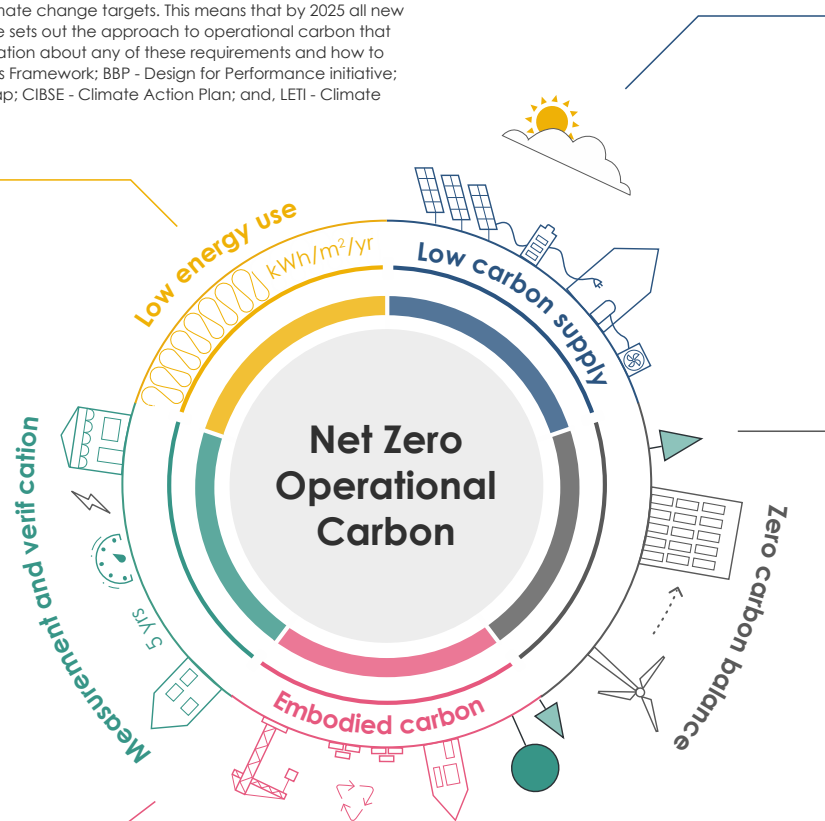 mate change targets. This means that by 2025 all new
e sets out the approach to operational carbon that
ation about any of these requirements and how to
s Framework; BBP - Design for Performance initiative;
ap; CIBSE - Climate Action Plan; and, LETI - Climate
Low energy use
kWh/m²/yr
Low carbon supply
Net Zero
Operational
Carbon
Measurement and verif cation
5 yrs
Zero carbon balance
Embodied carbon